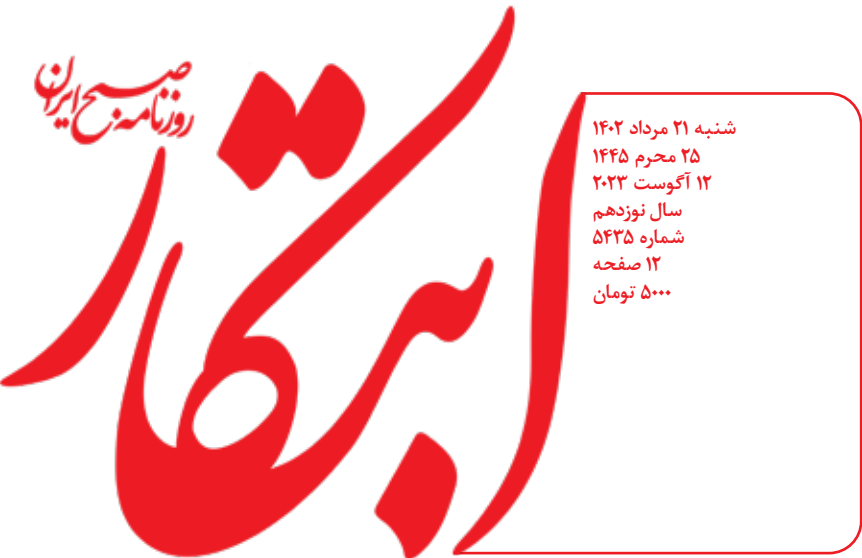 روزنامه صبح ایران
ابتکار
شنبه ۲۱ مرداد ۱۴۰۲
۲۵ محرم ۱۴۴۵
۱۲ آگوست ۲۰۲۳
سال نوزدهم
شماره ۵۴۳۵
۱۲ صفحه
۵۰۰۰ تومان